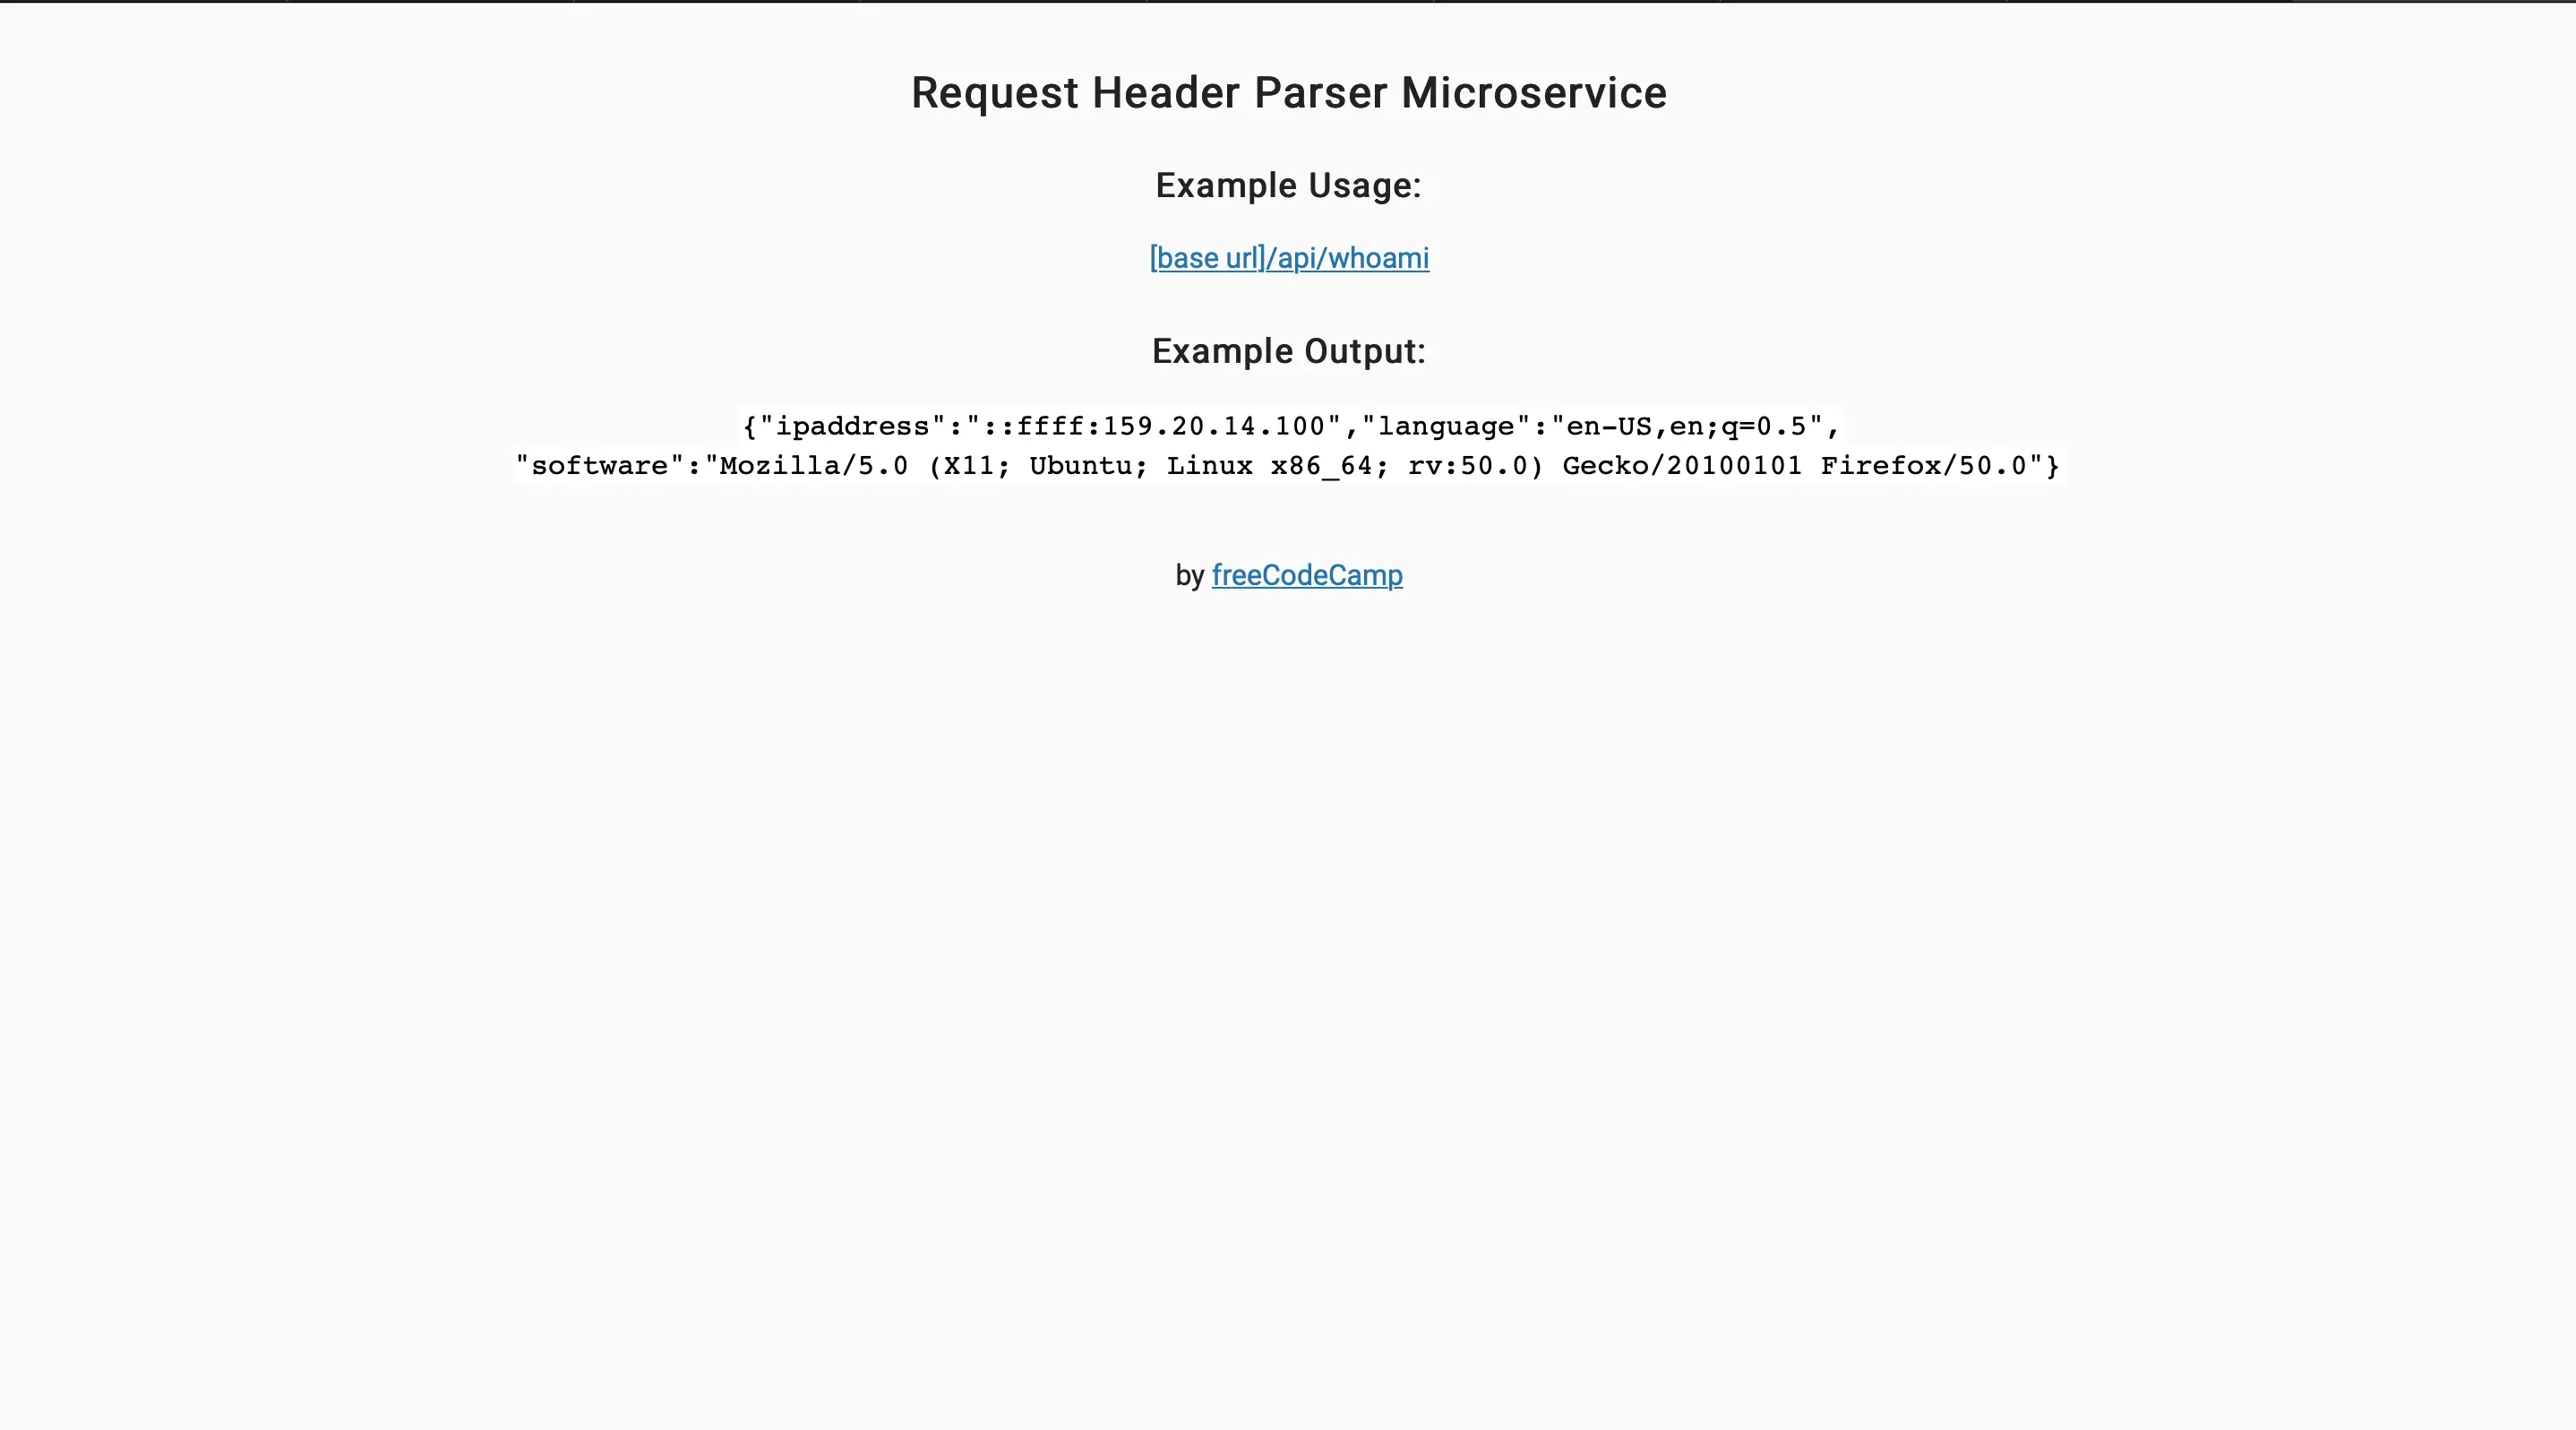 Request Header Parser Microservice
Example Usage:
[base url]/api/whoami
Example Output:
{"ipaddress":"::ffff:159.20.14.100","language":"en-US,en;q=0.5",
"software":"Mozilla/5.0 (X11; Ubuntu; Linux x86_64; rv:50.0) Gecko/20100101 Firefox/50.0"}
by freeCodeCamp